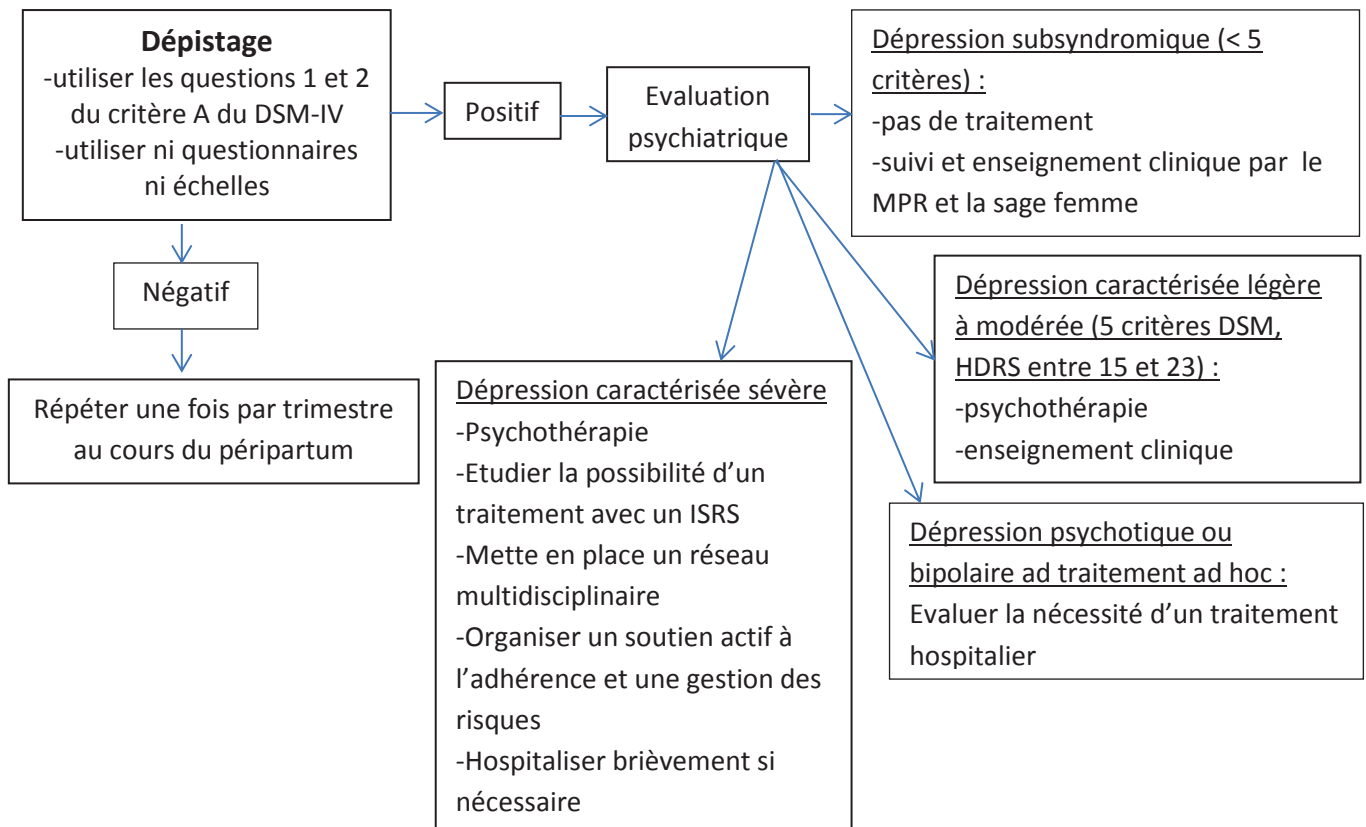 Dépistage
-utiliser les questions 1 et 2
du critère A du DSM-IV
-utiliser ni questionnaires
ni échelles
Positif
Evaluation
psychiatrique
Négatif
Répéter une fois par trimestre
au cours du péripartum
Dépression subsyndromique (< 5
critères) :
-pas de traitement
-suivi et enseignement clinique par le
MPR et la sage femme
Dépression caractérisée légère
à modérée (5 critères DSM,
HDRS entre 15 et 23) :
-psychothérapie
-enseignement clinique
Dépression psychotique ou
bipolaire ad traitement ad hoc :
Evaluer la nécessité d’un traitement
hospitalier
Dépression caractérisée sévère
-Psychothérapie
-Etudier la possibilité d’un
traitement avec un ISRS
-Mette en place un réseau
multidisciplinaire
-Organiser un soutien actif à
l’adhérence et une gestion des
risques
-Hospitaliser brièvement si
nécessaire